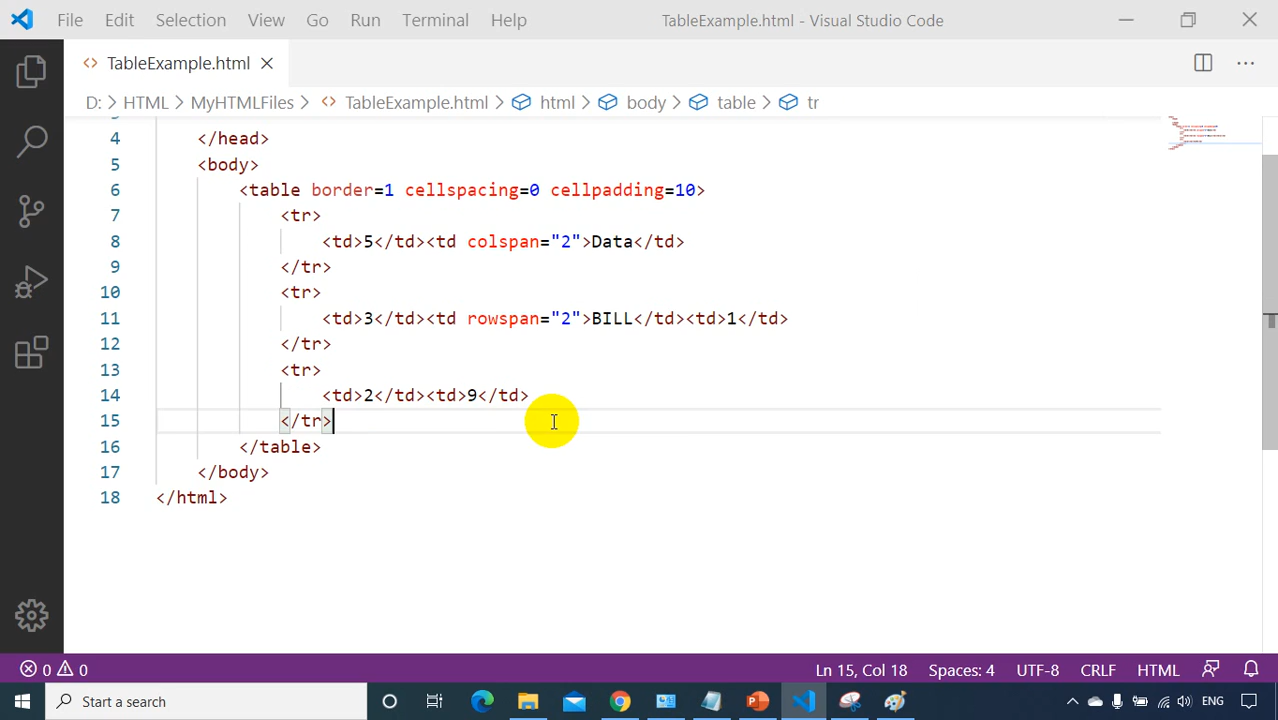 File Edit Selection View Go Run Terminal Help TableExample.html - Visual Studio Code
TableExample.html
D: > HTML > MyHTMLFiles > TableExample.html > html > body > table > tr
4 </head>
5 <body>
6 <table border=1 cellspacing=0 cellpadding=10>
7 <tr>
8 <td>5</td><td colspan="2">Data</td>
9 </tr>
10 <tr>
11 <td>3</td><td rowspan="2">BILL</td><td>1</td>
12 </tr>
13 <tr>
14 <td>2</td><td>9</td>
15 </tr>
16 </table>
17 </body>
18 </html>
0 0 Ln 15, Col 18 Spaces: 4 UTF-8 CRLF HTML
Start a search ENG